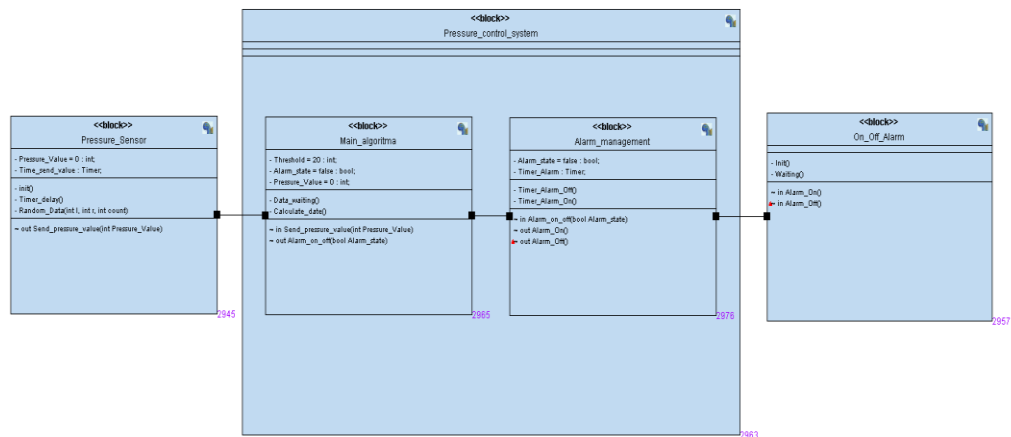 <<block>>
Pressure_control_system
<<block>>
Pressure_Sensor
- Pressure_Value = 0 : int;
- Time_send_value : Timer;
- init()
- Timer_delay()
- Random_Data(int l, int r, int count)
¬ out Send_pressure_value(int Pressure_Value)
2945
<<block>>
Main_algoritma
- Threshold = 20 : int;
- Alarm_state = false : bool;
- Pressure_Value = 0 : int;
- Data_waiting()
- Calculate_date()
¬ in Send_pressure_value(int Pressure_Value)
¬ out Alarm_on_off(bool Alarm_state)
2965
<<block>>
Alarm_management
- Alarm_state = false : bool;
- Timer_Alarm : Timer;
- Timer_Alarm_Off()
- Timer_Alarm_On()
¬ in Alarm_on_off(bool Alarm_state)
¬ out Alarm_On()
out Alarm_Off()
2976
<<block>>
On_Off_Alarm
- Init()
- Waiting()
¬ in Alarm_On()
in Alarm_Off()
2957
2963